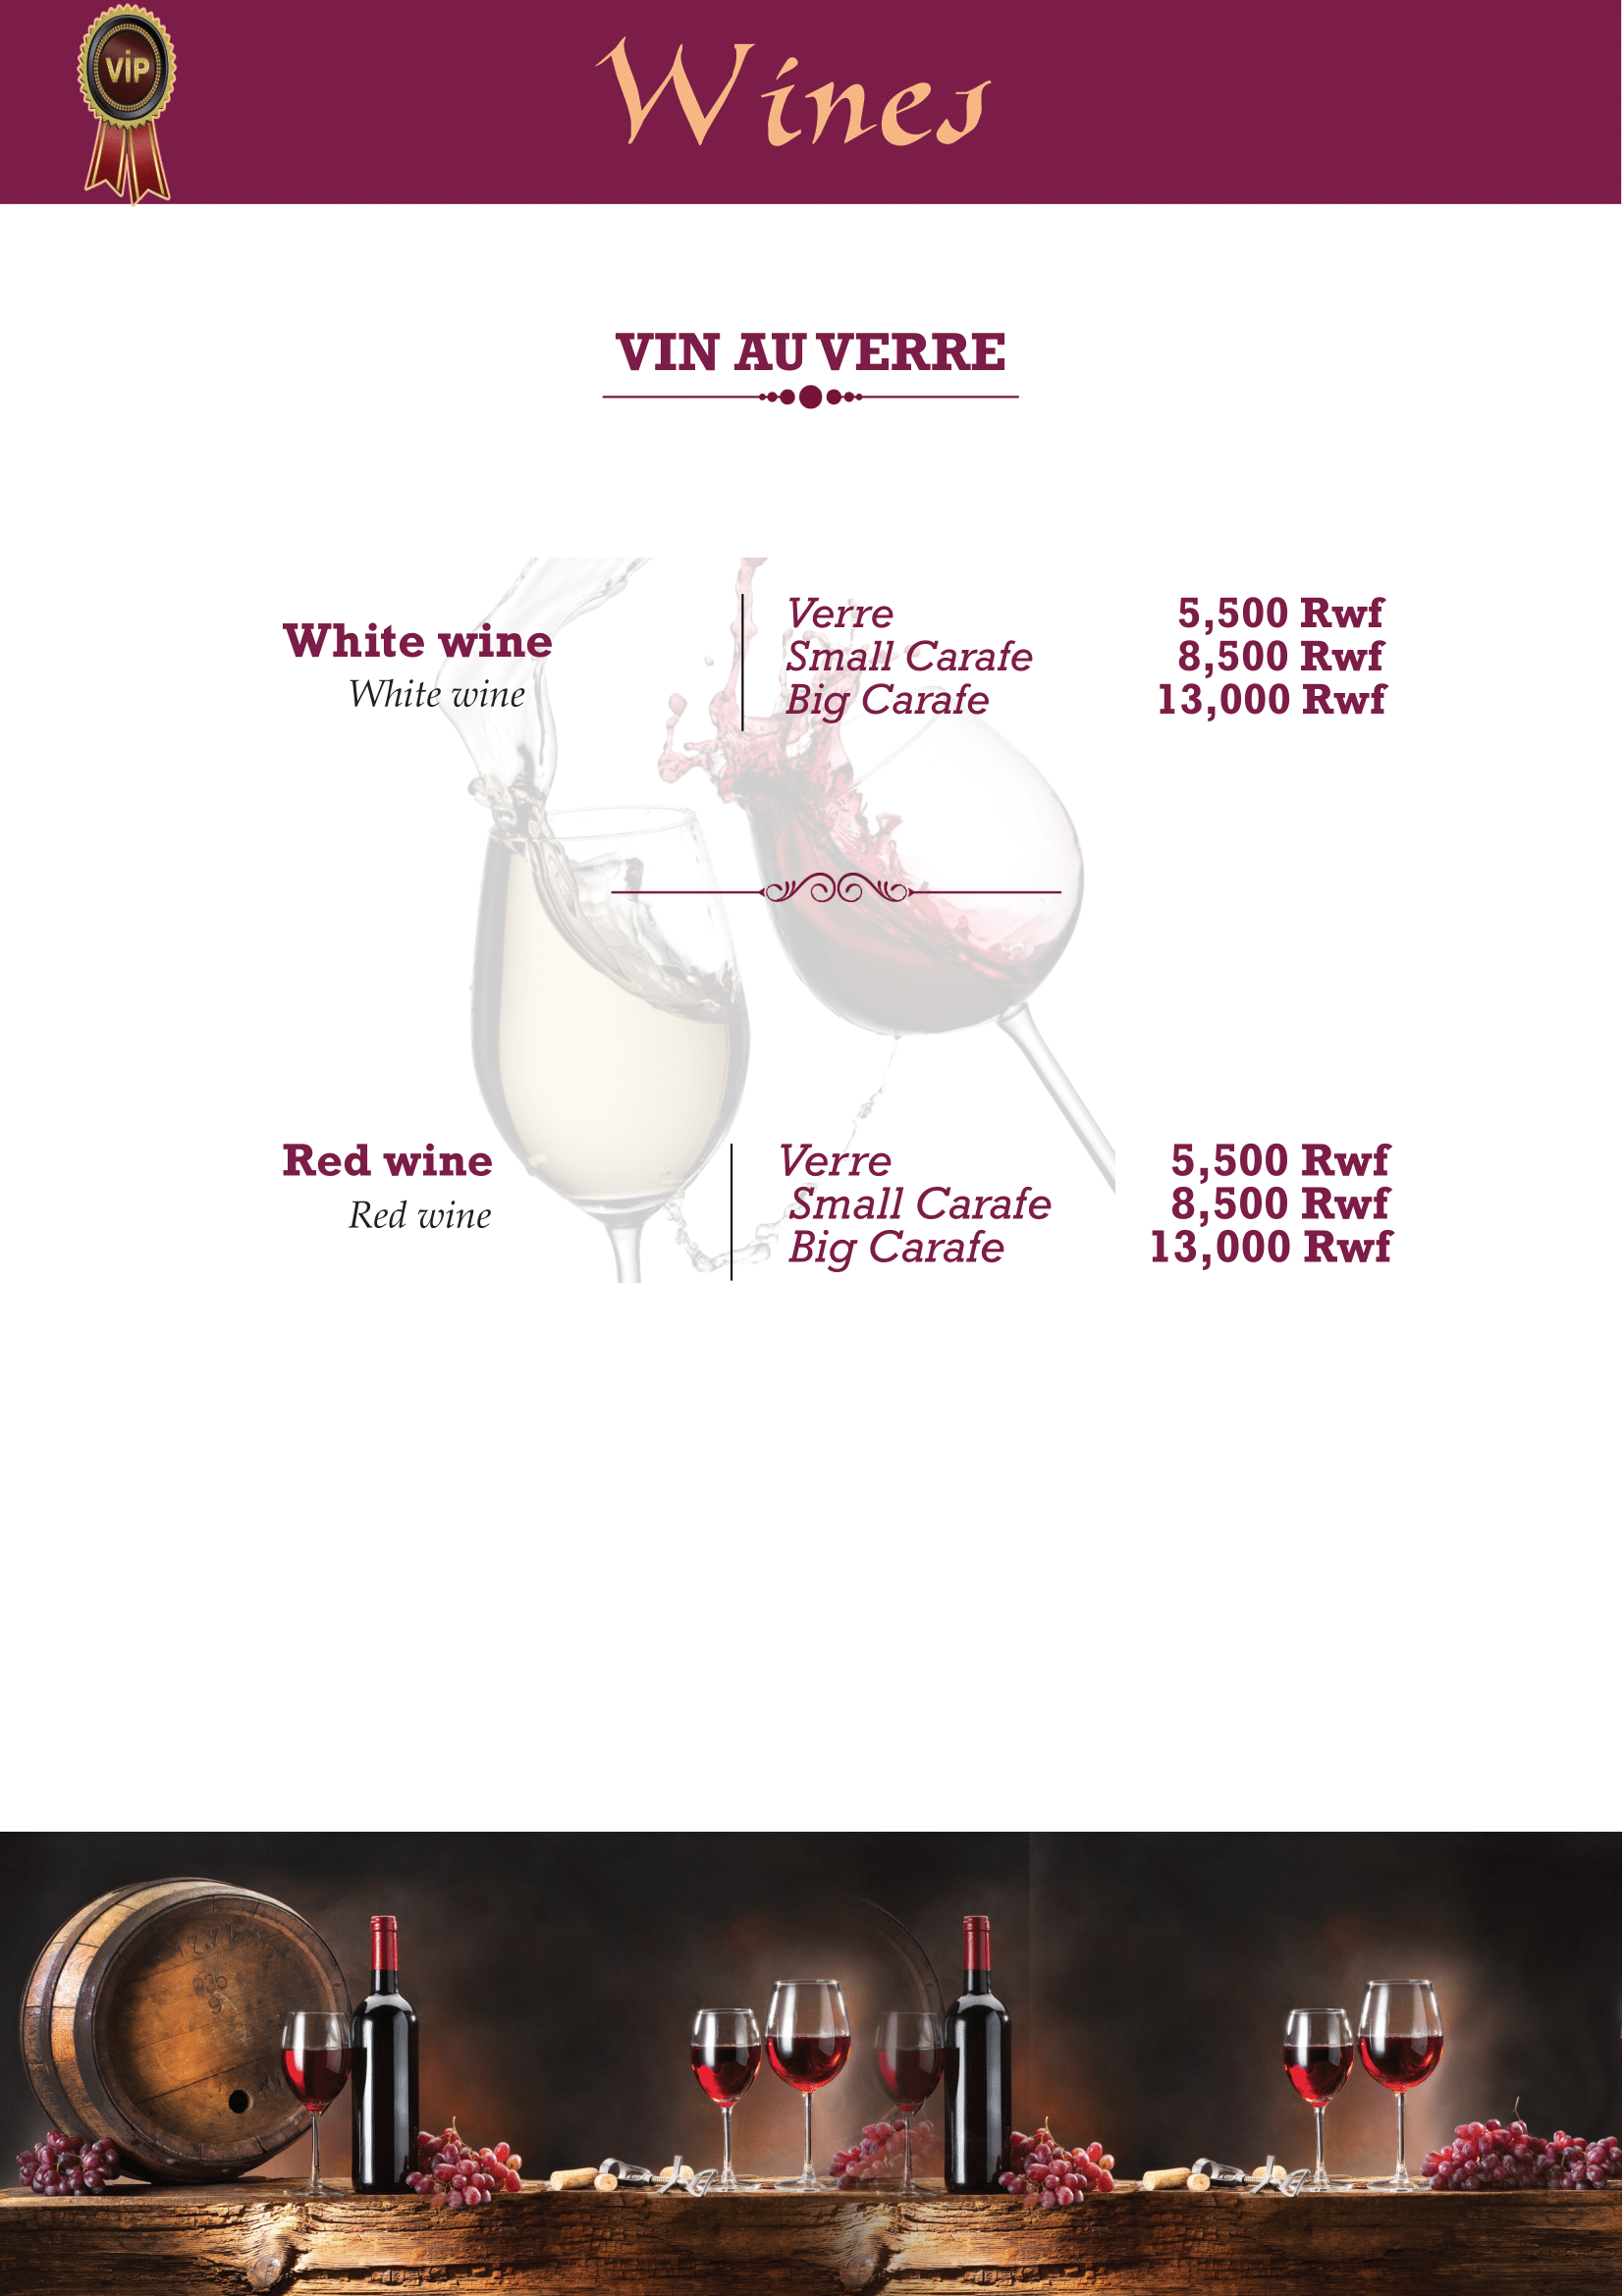 VIP
Wines
VIN AU VERRE
White wine
White wine
Verre 5,500 Rwf
Small Carafe 8,500 Rwf
Big Carafe 13,000 Rwf
Red wine
Red wine
Verre 5,500 Rwf
Small Carafe 8,500 Rwf
Big Carafe 13,000 Rwf